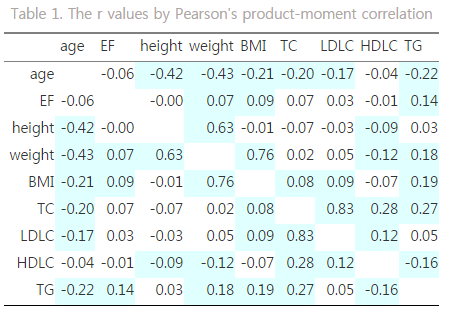 Table 1. The r values by Pearson's product-moment correlation
age EF height weight BMI TC LDLC HDLC TG
age -0.06 -0.42 -0.43 -0.21 -0.20 -0.17 -0.04 -0.22
EF -0.06 -0.00 0.07 0.09 0.07 0.03 -0.01 0.14
height -0.42 -0.00 0.63 -0.01 -0.07 -0.03 -0.09 0.03
weight -0.43 0.07 0.63 0.76 0.02 0.05 -0.12 0.18
BMI -0.21 0.09 -0.01 0.76 0.08 0.09 -0.07 0.19
TC -0.20 0.07 -0.07 0.02 0.08 0.83 0.28 0.27
LDLC -0.17 0.03 -0.03 0.05 0.09 0.83 0.12 0.05
HDLC -0.04 -0.01 -0.09 -0.12 -0.07 0.28 0.12 -0.16
TG -0.22 0.14 0.03 0.18 0.19 0.27 0.05 -0.16